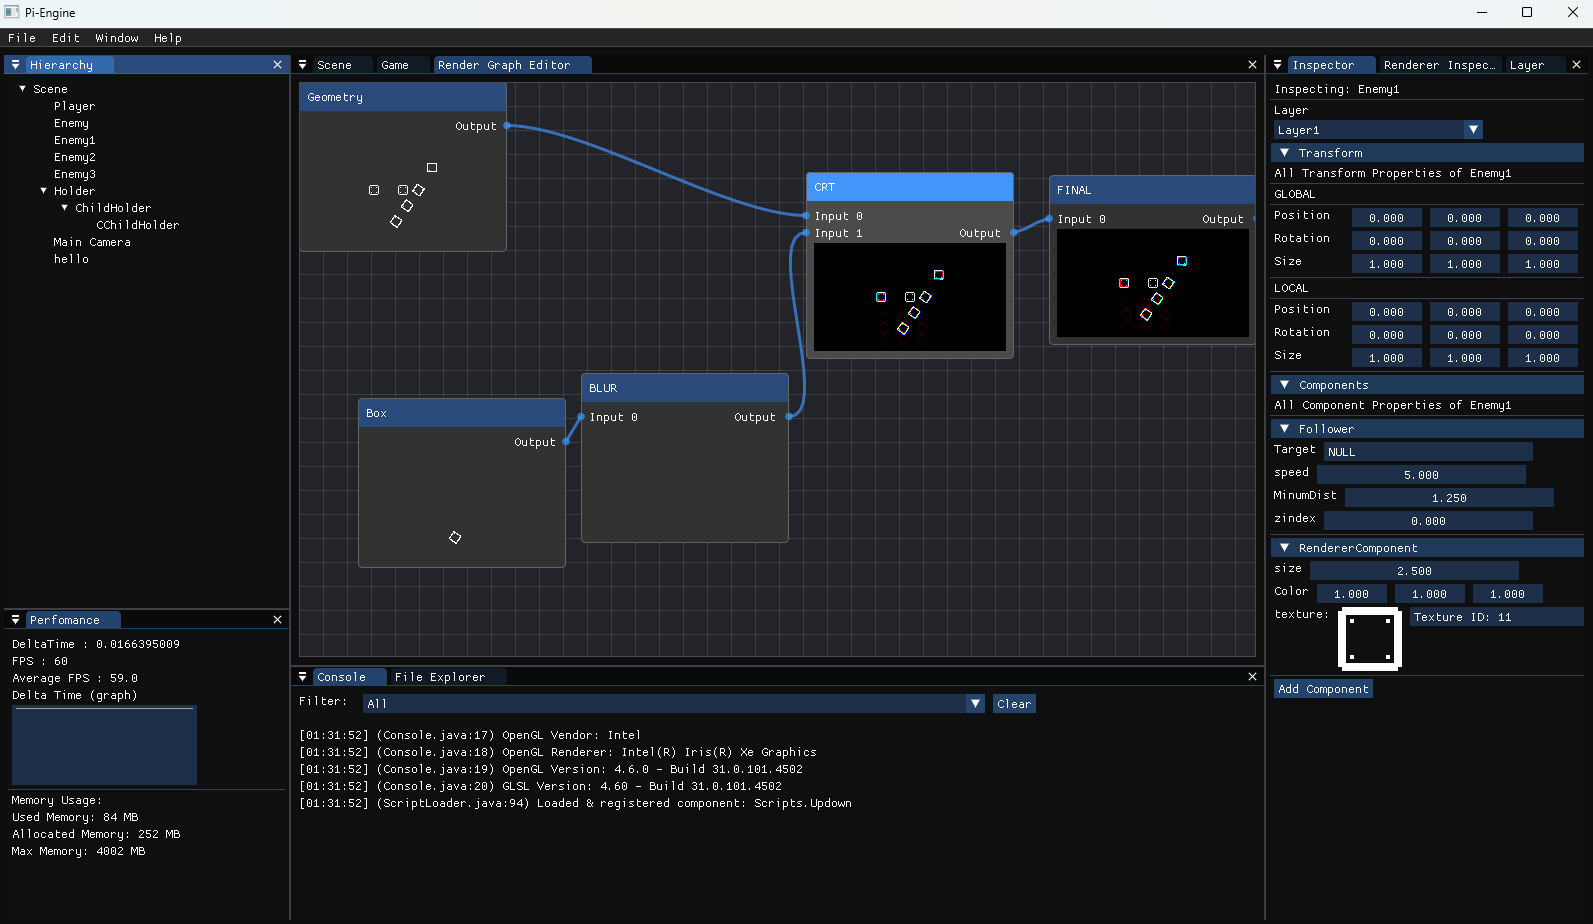 Pi-Engine
File Edit Window Help
Hierarchy
Scene
Player
Enemy
Enemy1
Enemy2
Enemy3
Holder
ChildHolder
CChildHolder
Main Camera
hello
Perfomance
DeltaTime : 0.0166395009
FPS : 60
Average FPS : 59.0
Delta Time (graph)
Memory Usage:
Used Memory: 84 MB
Allocated Memory: 252 MB
Max Memory: 4002 MB
Scene Game Render Graph Editor
Geometry
Output
CRT
Input 0
Input 1 Output
FINAL
Input 0 Output
BLUR
Input 0 Output
Box
Output
Console File Explorer
Filter: All Clear
[01:31:52] (Console.java:17) OpenGL Vendor: Intel
[01:31:52] (Console.java:18) OpenGL Renderer: Intel(R) Iris(R) Xe Graphics
[01:31:52] (Console.java:19) OpenGL Version: 4.6.0 - Build 31.0.101.4502
[01:31:52] (Console.java:20) GLSL Version: 4.60 - Build 31.0.101.4502
[01:31:52] (ScriptLoader.java:94) Loaded & registered component: Scripts.Updown
Inspector Renderer Inspec… Layer
Inspecting: Enemy1
Layer
Layer1
Transform
All Transform Properties of Enemy1
GLOBAL
Position 0.000 0.000 0.000
Rotation 0.000 0.000 0.000
Size 1.000 1.000 1.000
LOCAL
Position 0.000 0.000 0.000
Rotation 0.000 0.000 0.000
Size 1.000 1.000 1.000
Components
All Component Properties of Enemy1
Follower
Target NULL
speed 5.000
MinumDist 1.250
zindex 0.000
RendererComponent
size 2.500
Color 1.000 1.000 1.000
texture: Texture ID: 11
Add Component